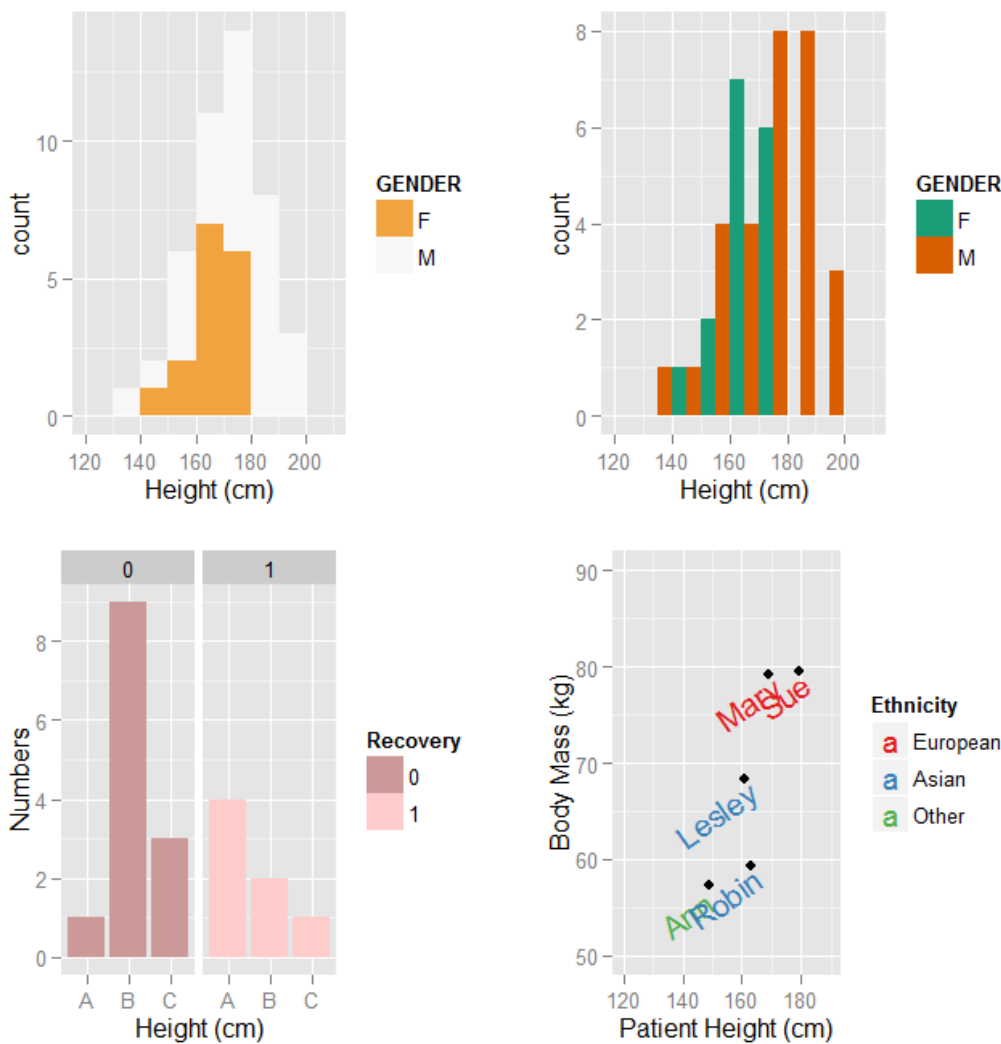 count
10
5
0
120 140 160 180 200
Height (cm)
GENDER
F
M
count
8
6
4
2
0
120 140 160 180 200
Height (cm)
GENDER
F
M
0 1
Numbers
8
6
4
2
0
A B C A B C
Height (cm)
Recovery
0
1
Body Mass (kg)
90
80
70
60
50
Mary
Sue
Lesley
Ann
Robin
120 140 160 180
Patient Height (cm)
Ethnicity
a European
a Asian
a Other